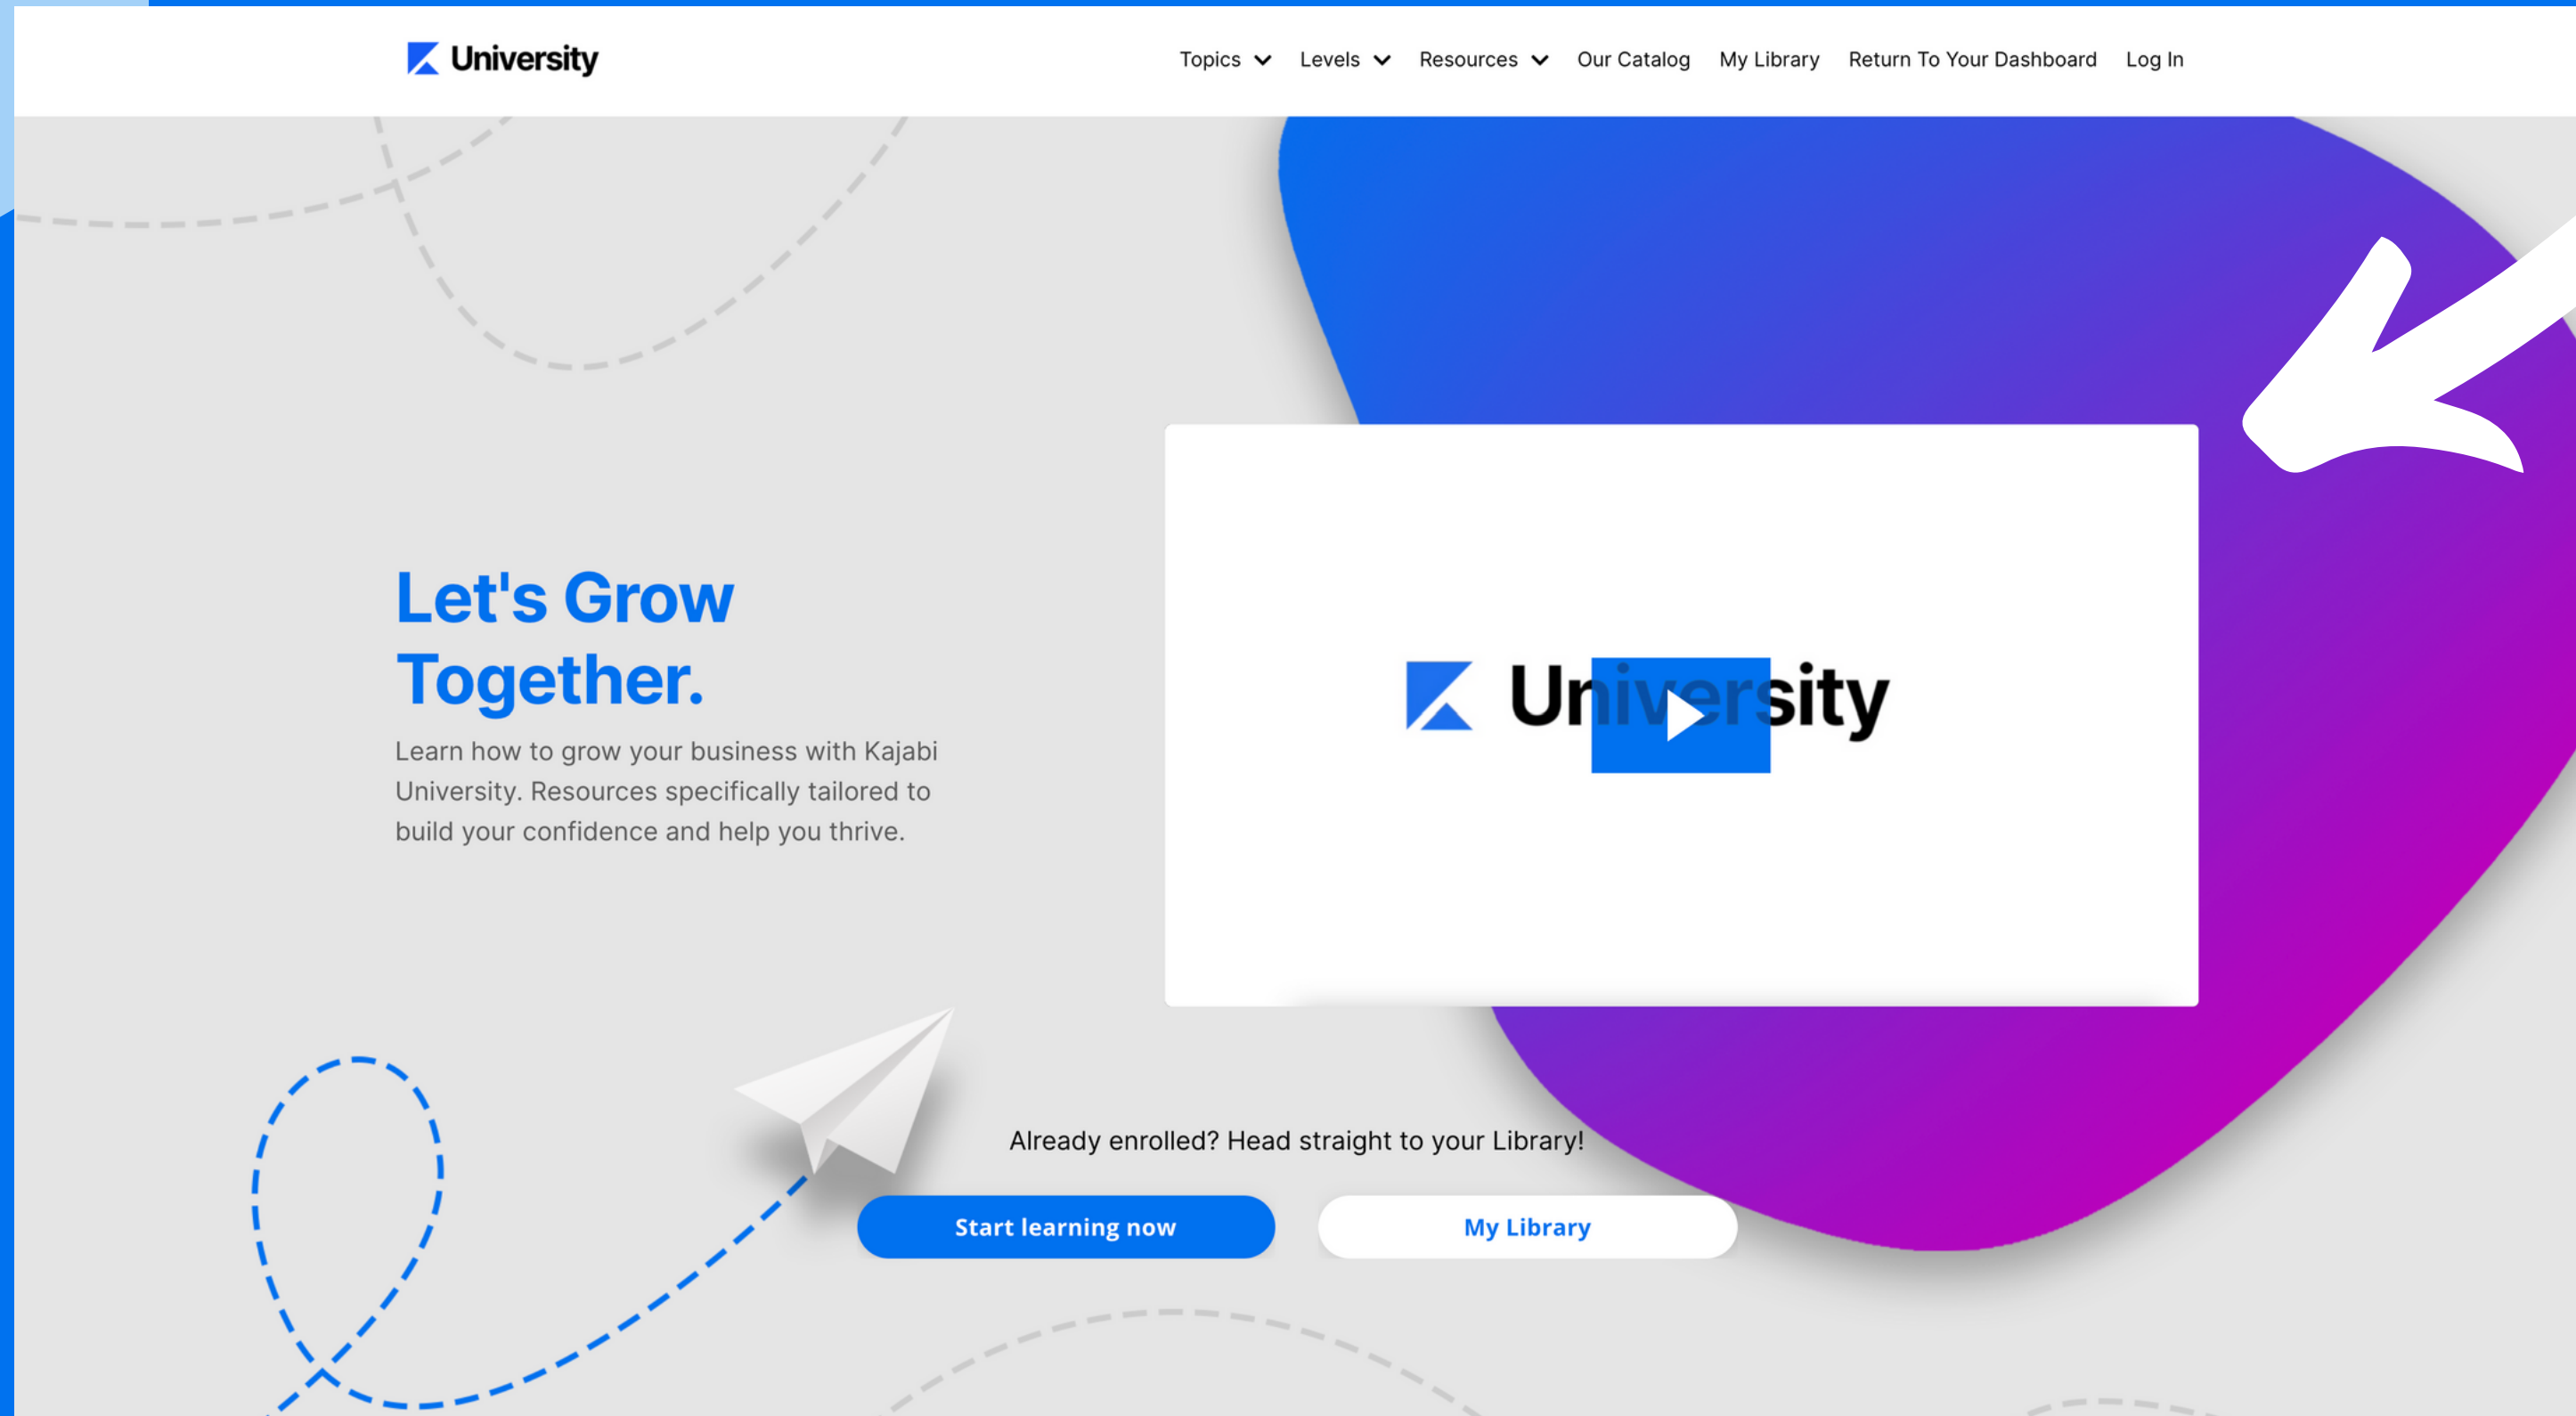 University
Topics Levels Resources Our Catalog My Library Return To Your Dashboard Log In
Let's Grow
Together.
Learn how to grow your business with Kajabi
University. Resources specifically tailored to
build your confidence and help you thrive.
University
Already enrolled? Head straight to your Library!
Start learning now
My Library